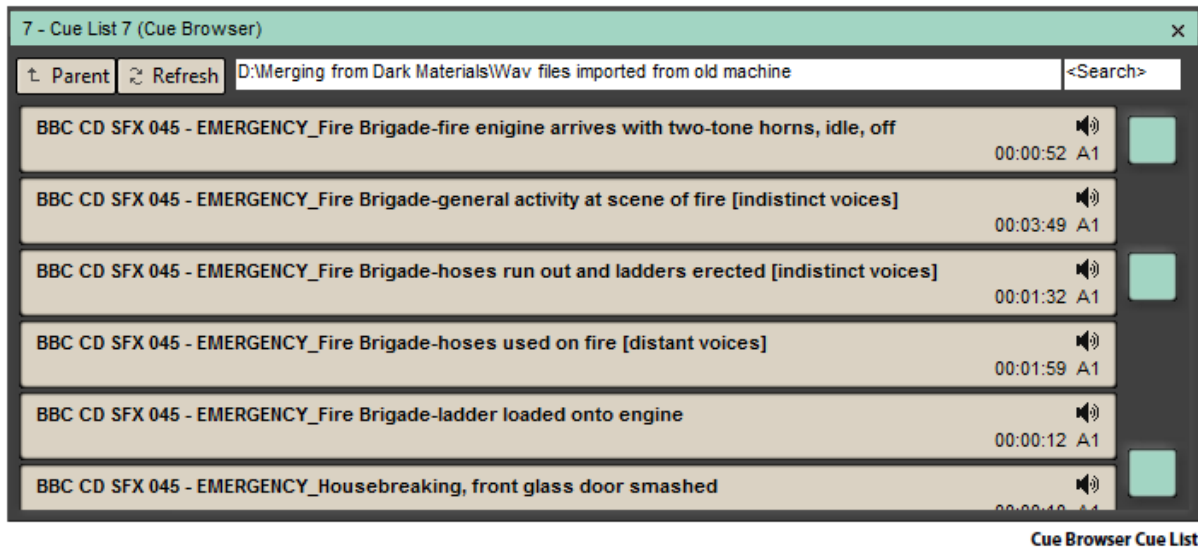 7 - Cue List 7 (Cue Browser)
Parent Refresh D:\Merging from Dark Materials\Wav files imported from old machine <Search>
BBC CD SFX 045 - EMERGENCY_Fire Brigade-fire enigine arrives with two-tone horns, idle, off
00:00:52 A1
BBC CD SFX 045 - EMERGENCY_Fire Brigade-general activity at scene of fire [indistinct voices]
00:03:49 A1
BBC CD SFX 045 - EMERGENCY_Fire Brigade-hoses run out and ladders erected [indistinct voices]
00:01:32 A1
BBC CD SFX 045 - EMERGENCY_Fire Brigade-hoses used on fire [distant voices]
00:01:59 A1
BBC CD SFX 045 - EMERGENCY_Fire Brigade-ladder loaded onto engine
00:00:12 A1
BBC CD SFX 045 - EMERGENCY_Housebreaking, front glass door smashed
Cue Browser Cue List